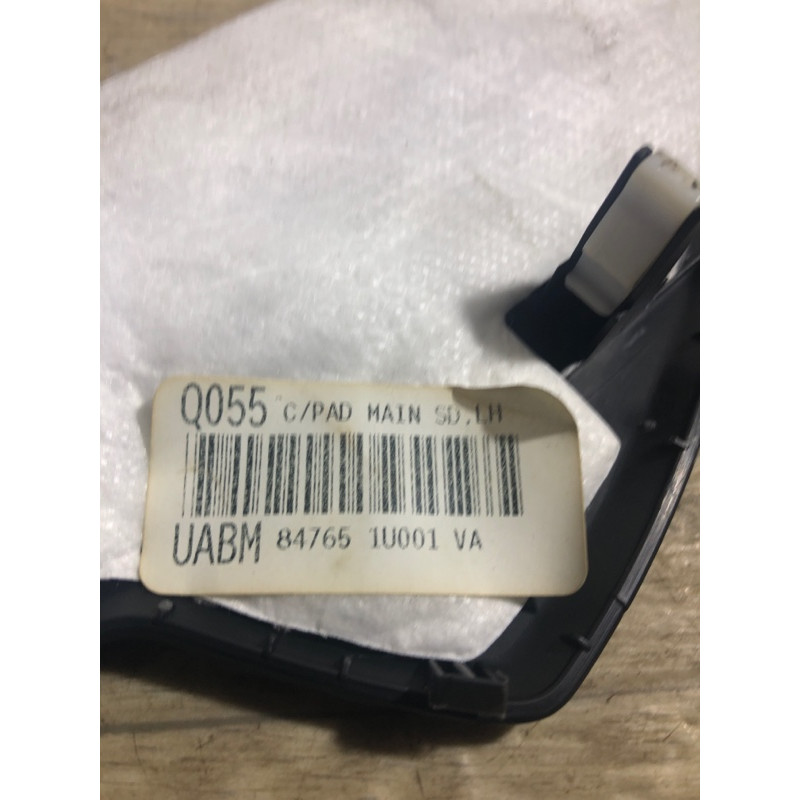 Q055 C/PAD MAIN SD.LH
UABM 84765 1U001 VA